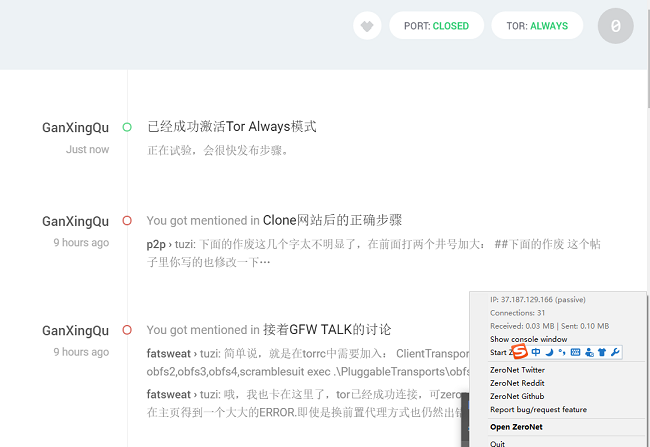 PORT: CLOSED
TOR: ALWAYS
0
GanXingQu
已经成功激活Tor Always模式
Just now
正在试验，会很快发布步骤。
GanXingQu
You got mentioned in Clone网站后的正确步骤
9 hours ago
p2p › tuzi: 下面的作废这几个字太不明显了，在前面打两个井号加大： ##下面的作废 这个帖
子里你写的也修改一下…
GanXingQu
You got mentioned in 接着GFW TALK的讨论
9 hours ago
fatsweat › tuzi: 简单说，就是在torrc中需要加入： ClientTranspor
obfs2,obfs3,obfs4,scramblesuit exec .\PluggableTransports\obfs
fatsweat › tuzi: 哦，我也卡在这里了，tor已经成功连接，可zero
在主页得到一个大大的ERROR.即使是换前置代理方式也仍然出
IP: 37.187.129.166 (passive)
Connections: 31
Received: 0.03 MB | Sent: 0.10 MB
Show console window
Start
中
ZeroNet Twitter
ZeroNet Reddit
ZeroNet Github
Report bug/request feature
Open ZeroNet
Quit